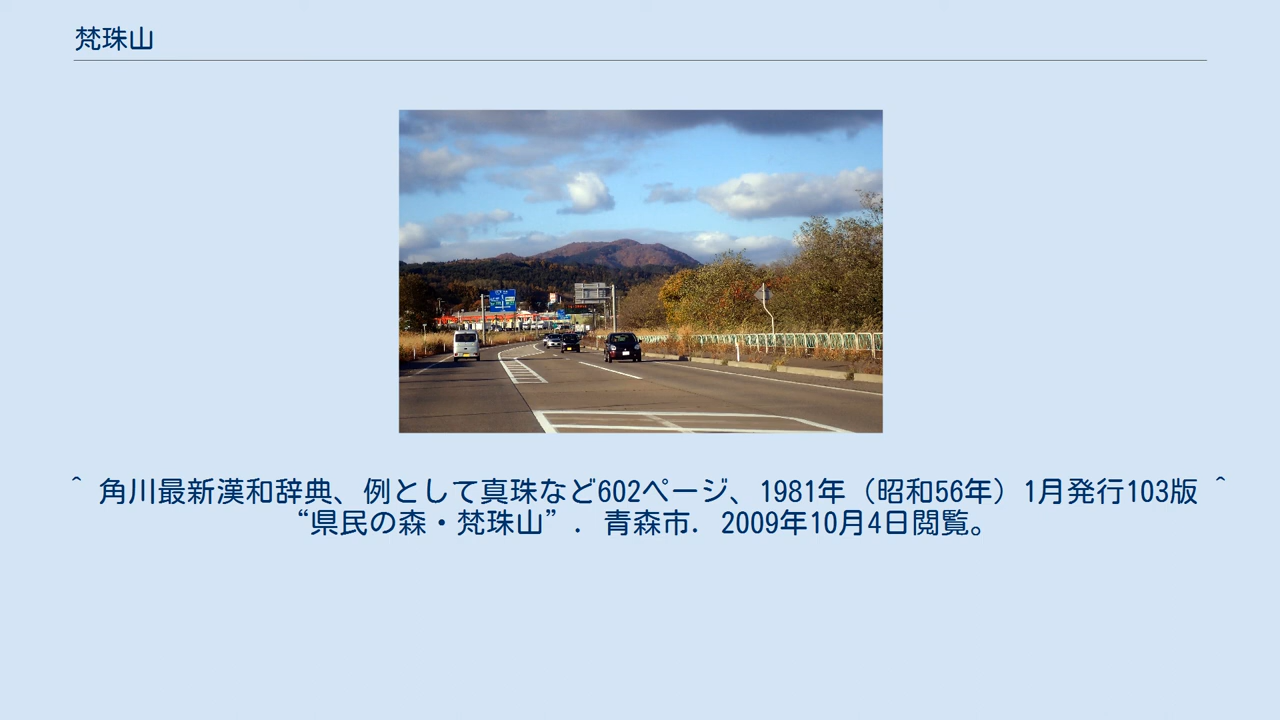 梵珠山
^ 角川最新漢和辞典、例として真珠など602ページ、1981年（昭和56年）1月発行103版 ^
“県民の森・梵珠山”. 青森市. 2009年10月4日閲覧。